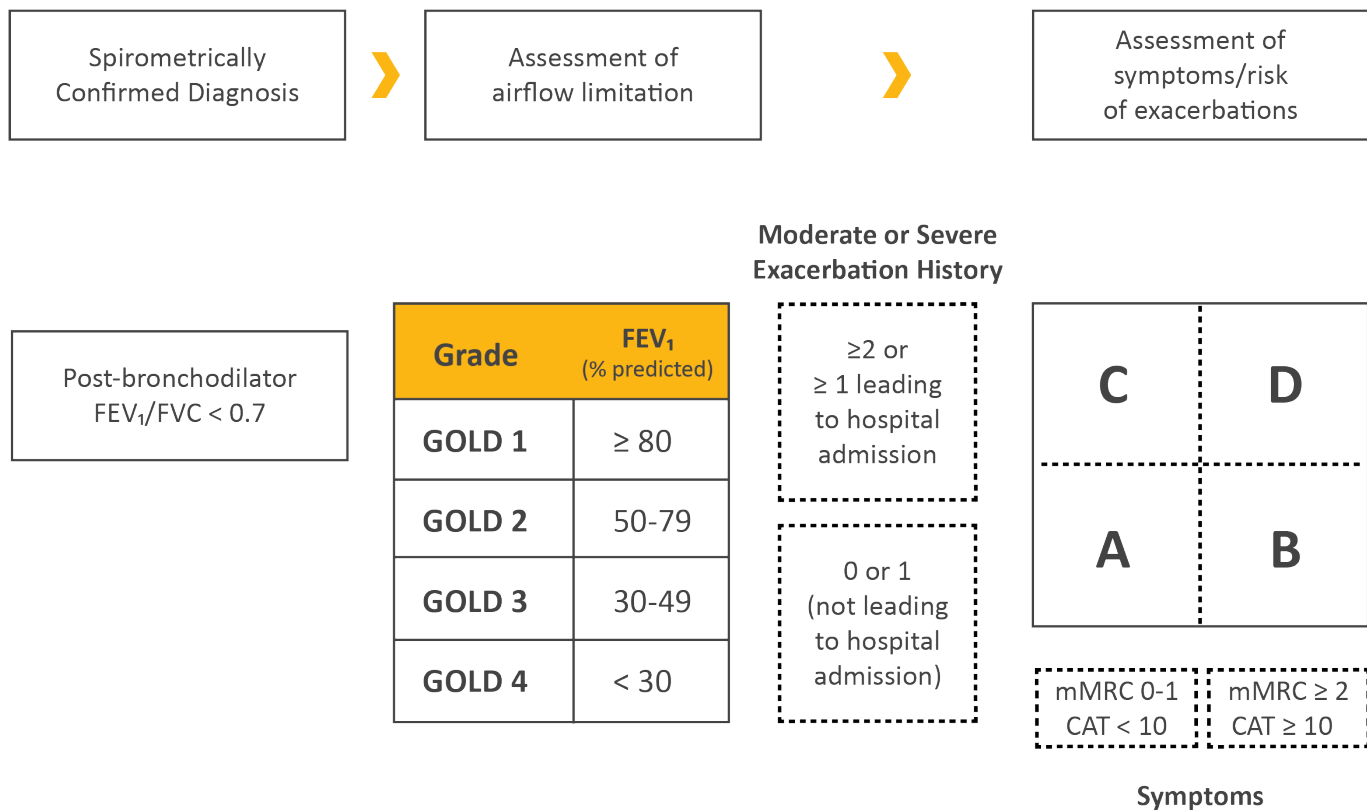 Spirometrically
Confirmed Diagnosis
Assessment of
airflow limitation
Assessment of
symptoms/risk
of exacerbations
Post-bronchodilator
FEV₁/FVC < 0.7
Grade
FEV₁
(% predicted)
GOLD 1
≥ 80
GOLD 2
50-79
GOLD 3
30-49
GOLD 4
< 30
Moderate or Severe
Exacerbation History
≥2 or
≥ 1 leading
to hospital
admission
0 or 1
(not leading
to hospital
admission)
C
D
A
B
mMRC 0-1
CAT < 10
mMRC ≥ 2
CAT ≥ 10
Symptoms